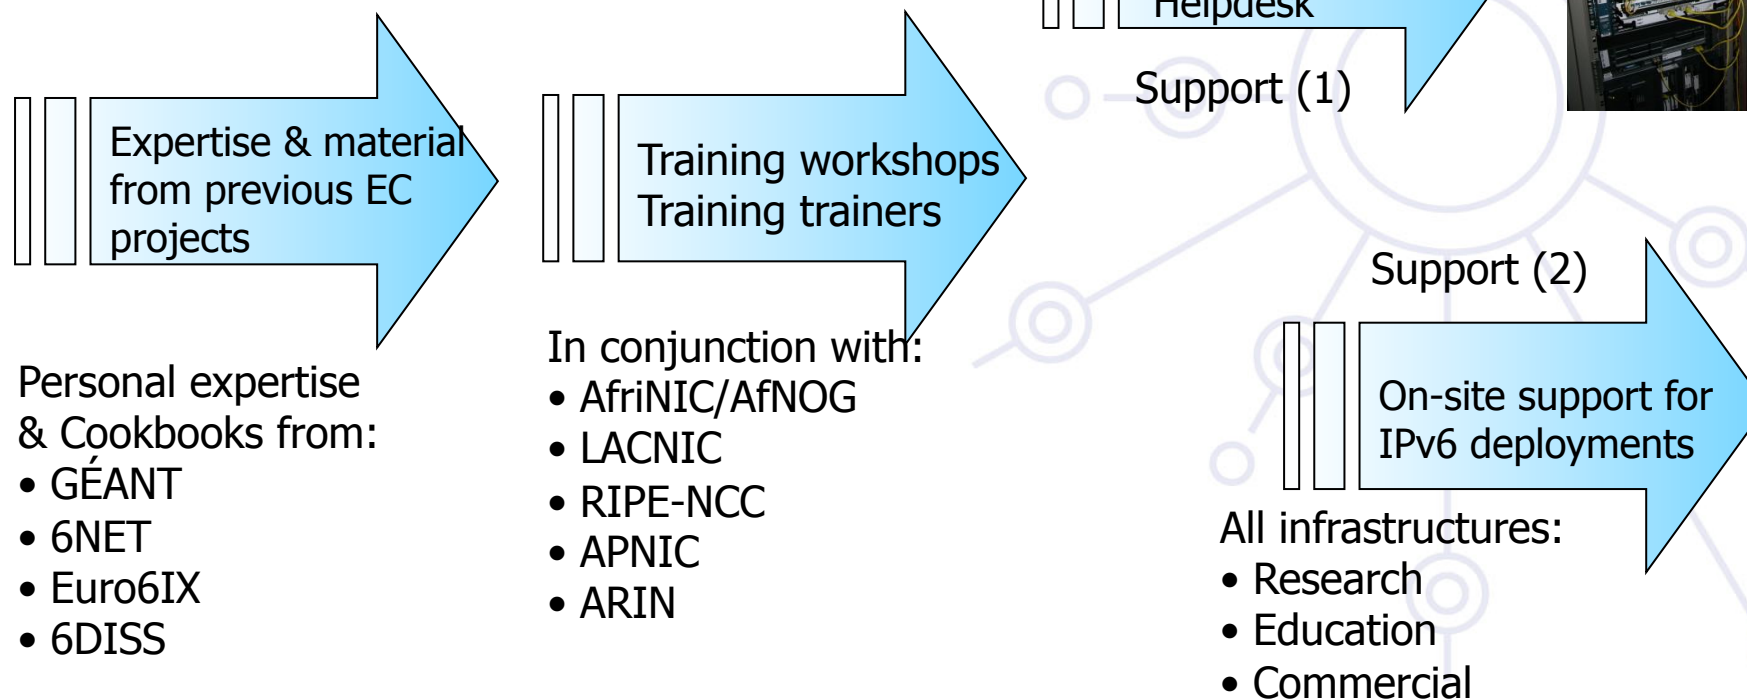 Expertise & material
from previous EC
projects
Personal expertise
& Cookbooks from:
• GÉANT
• 6NET
• Euro6IX
• 6DISS
Training workshops
Training trainers
In conjunction with:
• AfriNIC/AfNOG
• LACNIC
• RIPE-NCC
• APNIC
• ARIN
Helpdesk
Support (1)
Support (2)
On-site support for
IPv6 deployments
All infrastructures:
• Research
• Education
• Commercial